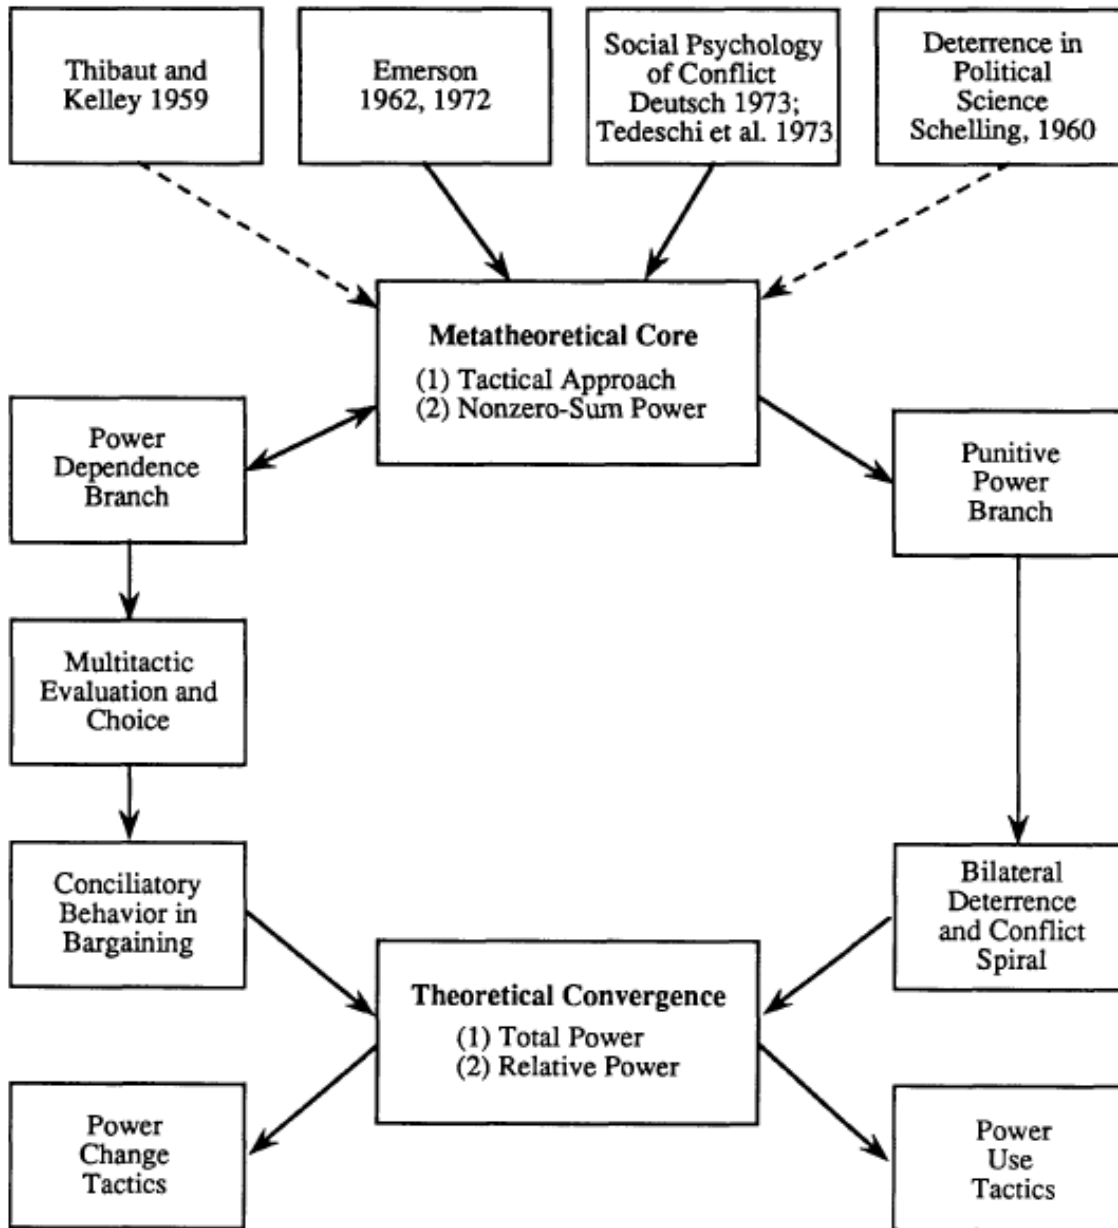 Thibaut and
Kelley 1959
Emerson
1962, 1972
Social Psychology
of Conflict
Deutsch 1973;
Tedeschi et al. 1973
Deterrence in
Political
Science
Schelling, 1960
Metatheoretical Core
(1) Tactical Approach
(2) Nonzero-Sum Power
Power
Dependence
Branch
Punitive
Power
Branch
Multitactic
Evaluation and
Choice
Conciliatory
Behavior in
Bargaining
Bilateral
Deterrence
and Conflict
Spiral
Theoretical Convergence
(1) Total Power
(2) Relative Power
Power
Change
Tactics
Power
Use
Tactics